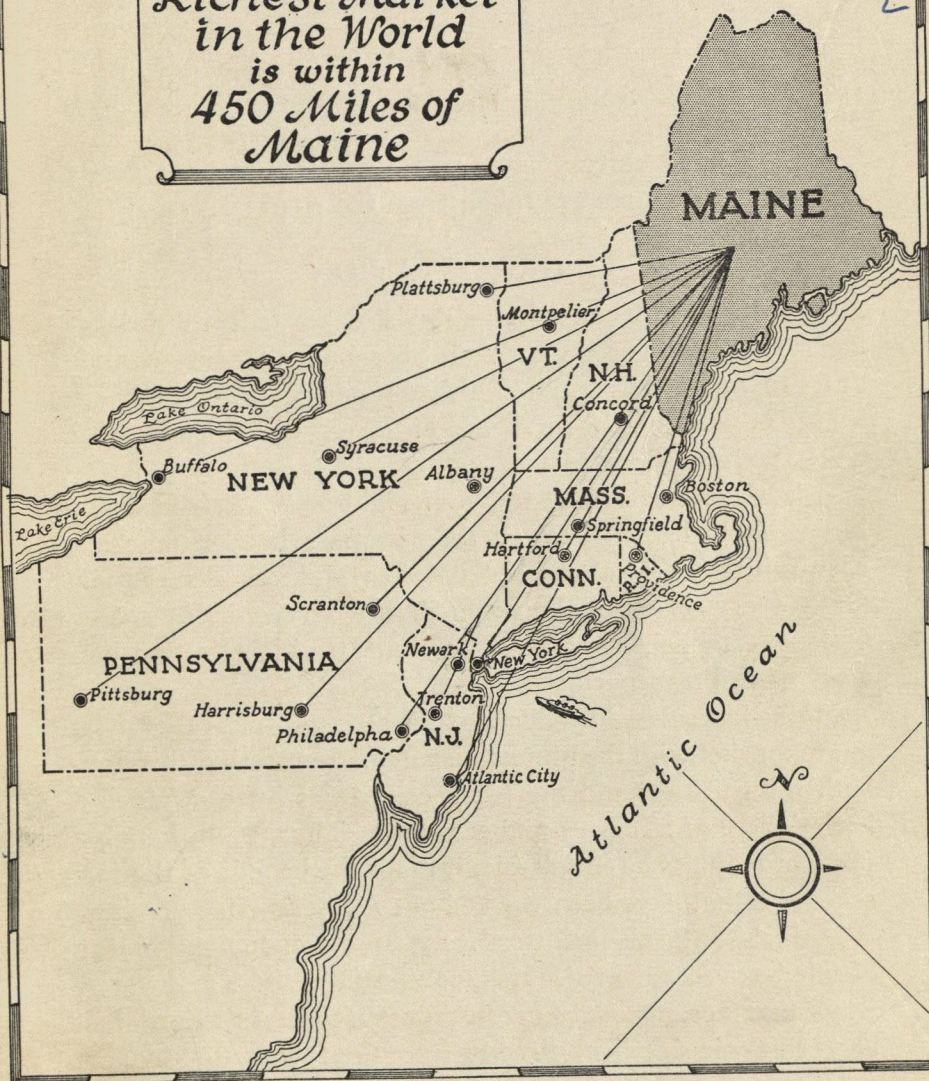 Richest Market
in the World
is within
450 Miles of
Maine
MAINE
Plattsburg
Montpelier
VT.
N.H.
Concord
Lake Ontario
Syracuse
Buffalo
NEW YORK
Albany
MASS.
Boston
Lake Erie
Springfield
Hartford
CONN.
R.I.
Providence
Scranton
Newark
New York
PENNSYLVANIA
Pittsburg
Trenton
Harrisburg
Philadelpha
N.J.
Atlantic City
Atlantic Ocean
N